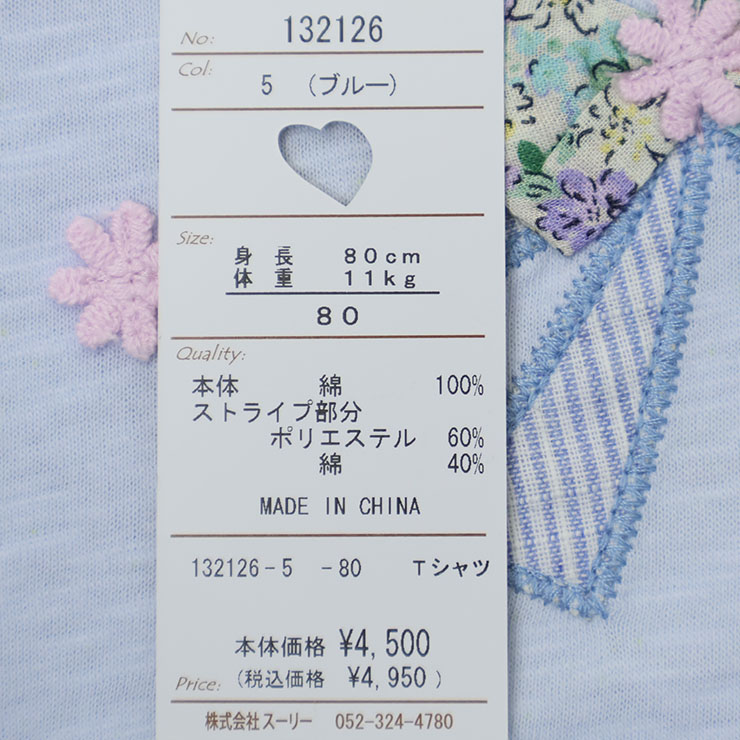 No: 132126
Col: 5 (ブルー)
Size:
身長 80cm
体重 11kg
80
Quality:
本体 綿 100%
ストライプ部分
ポリエステル 60%
綿 40%
MADE IN CHINA
132126-5 -80 Tシャツ
本体価格 ¥4,500
Price: (税込価格 ¥4,950)
株式会社スーリー 052-324-4780